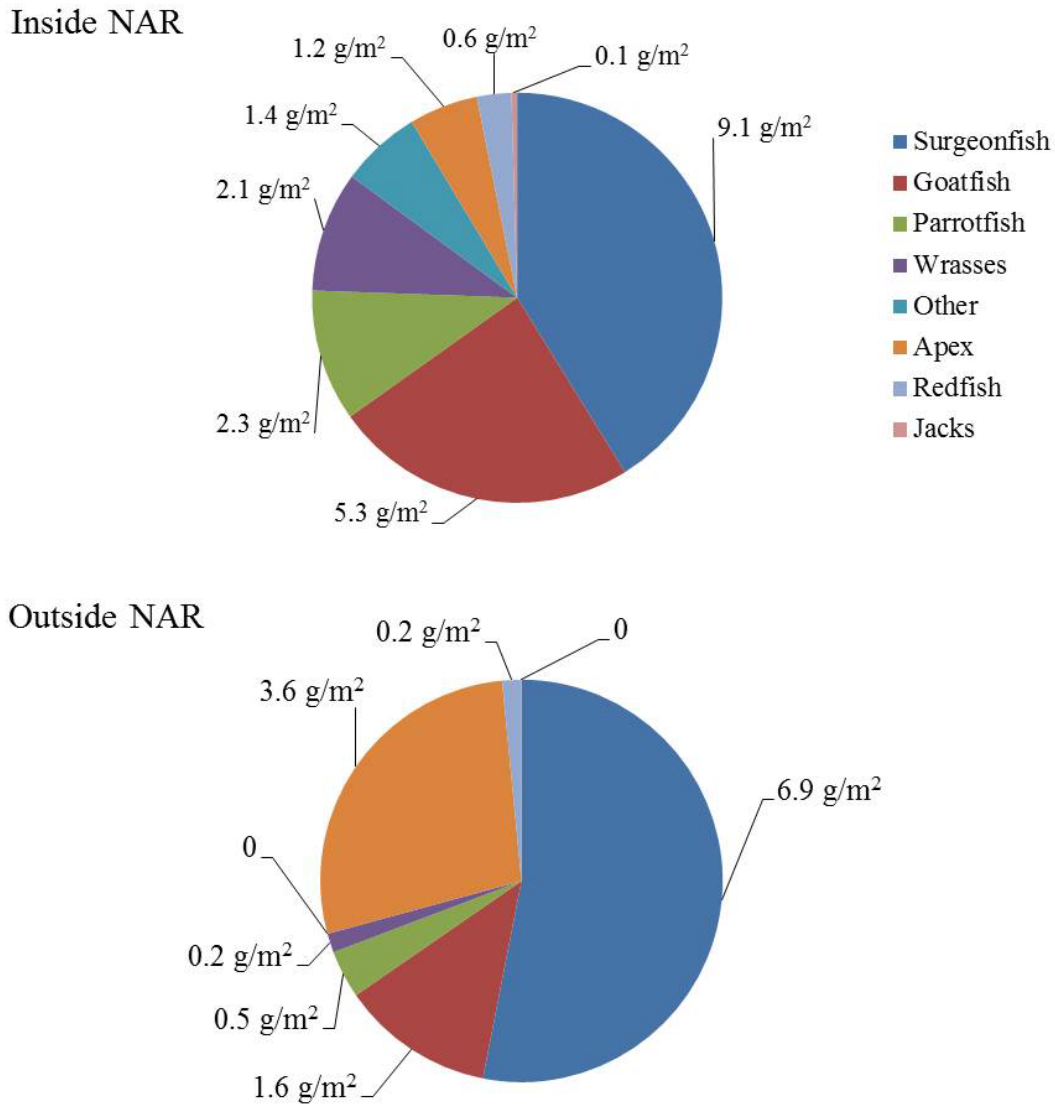 Inside NAR
0.6 g/m²
0.1 g/m²
1.2 g/m²
1.4 g/m²
9.1 g/m²
2.1 g/m²
2.3 g/m²
5.3 g/m²
Surgeonfish
Goatfish
Parrotfish
Wrasses
Other
Apex
Redfish
Jacks
Outside NAR
0.2 g/m²
0
3.6 g/m²
6.9 g/m²
0
0.2 g/m²
0.5 g/m²
1.6 g/m²